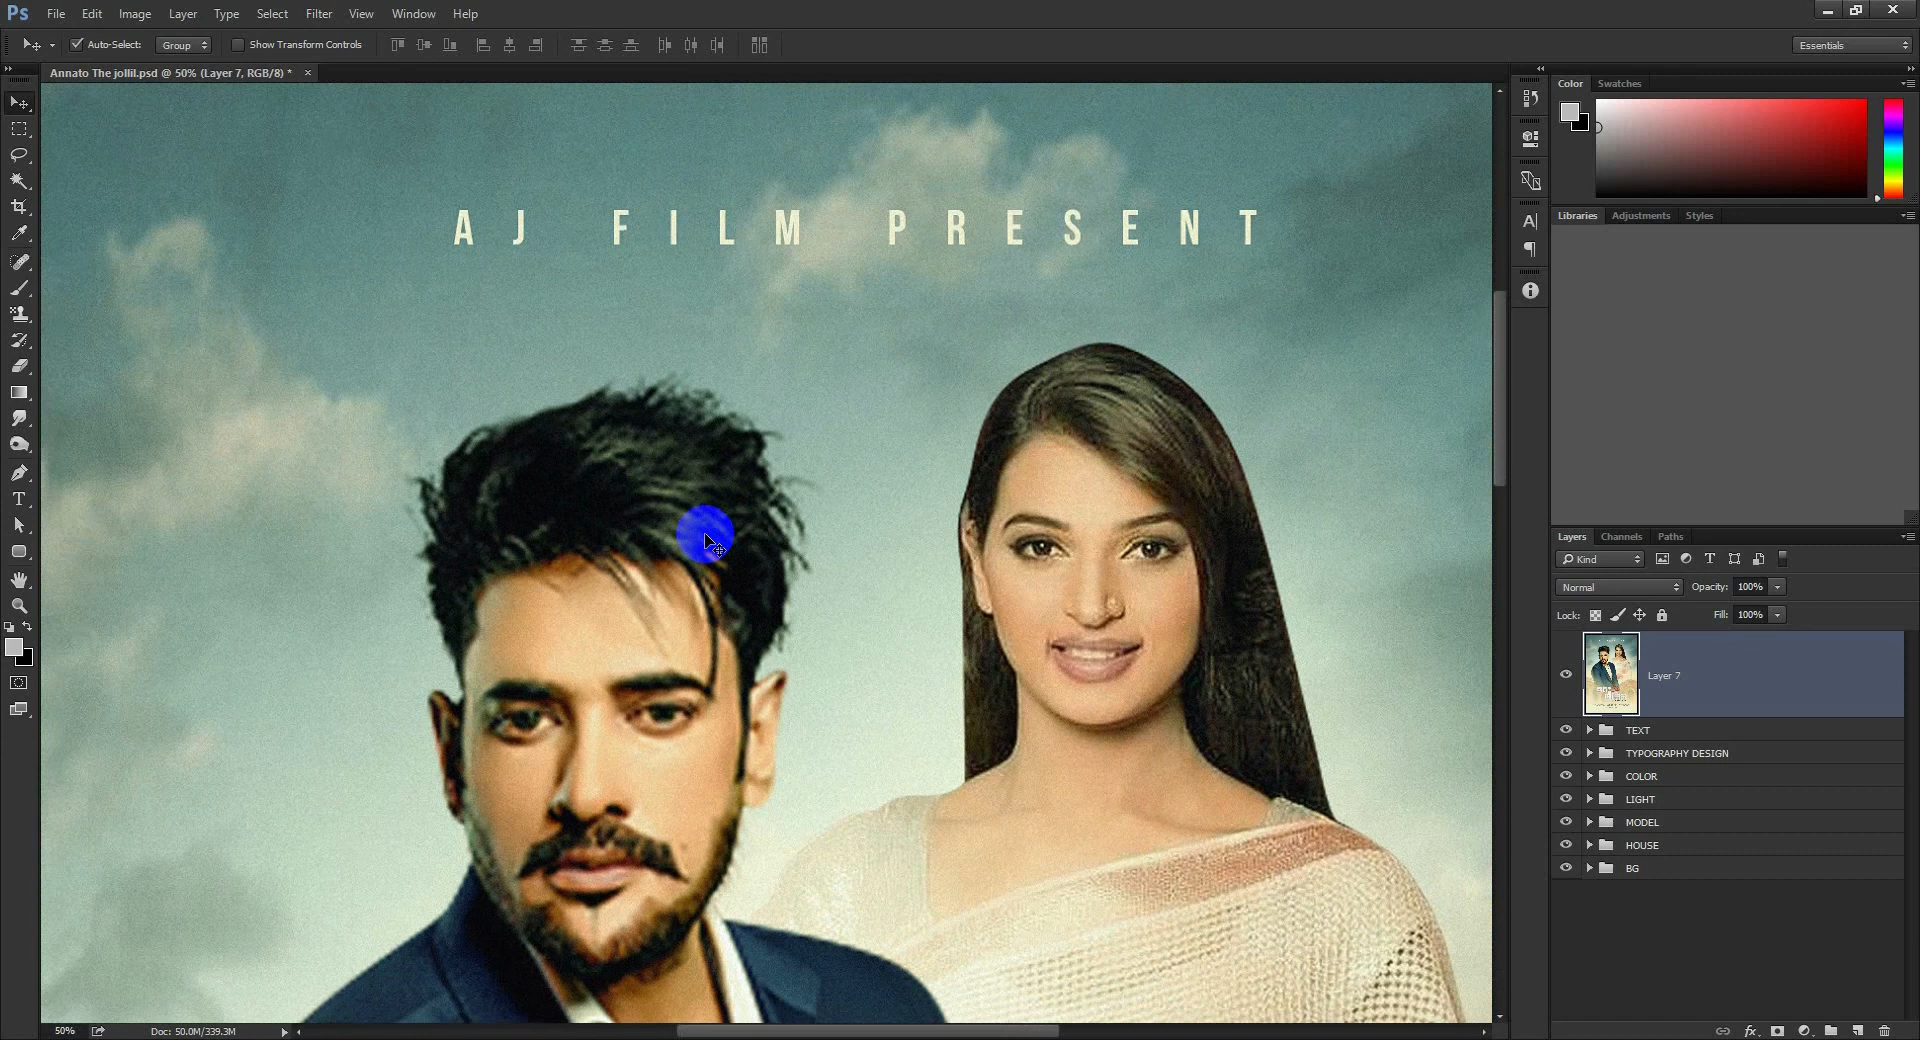 Ps File Edit Image Layer Type Select Filter View Window Help
Auto-Select: Group Show Transform Controls Essentials
Annato The jollil.psd @ 50% (Layer 7, RGB/8) * ×
AJ FILM PRESENT
Color Swatches
Libraries Adjustments Styles
Layers Channels Paths
Kind
Normal Opacity: 100%
Lock: Fill: 100%
Layer 7
TEXT
TYPOGRAPHY DESIGN
COLOR
LIGHT
MODEL
HOUSE
BG
50% Doc: 50.0M/339.3M